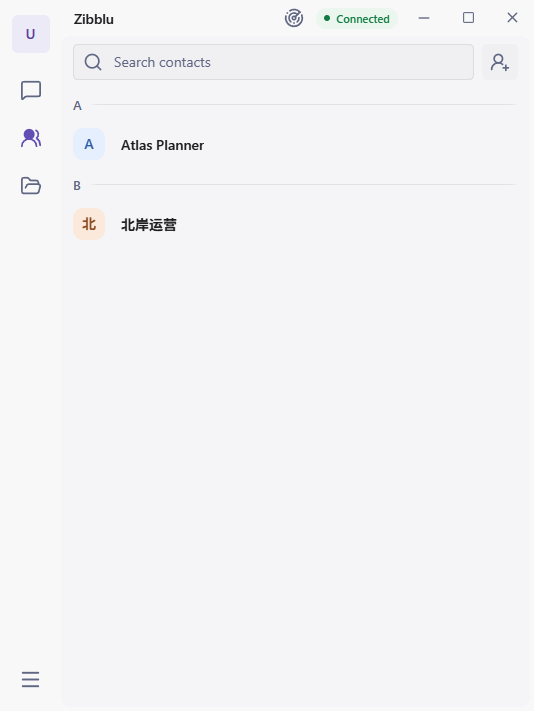 U
Zibblu
Connected
Search contacts
A
A
Atlas Planner
B
北
北岸运营